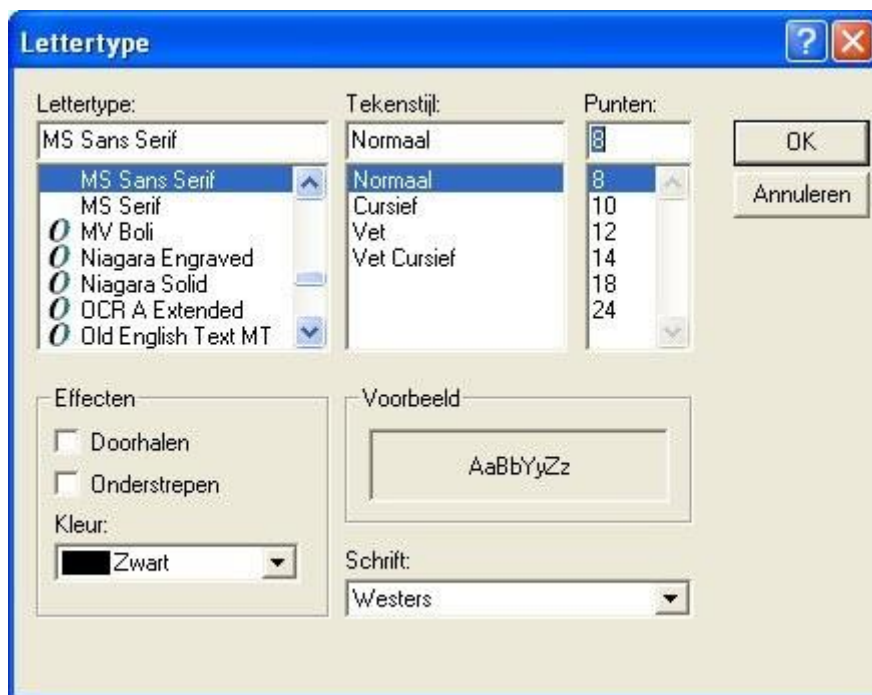 Lettertype
Lettertype:
MS Sans Serif
MS Sans Serif
MS Serif
MV Boli
Niagara Engraved
Niagara Solid
OCR A Extended
Old English Text MT
Tekenstijl:
Normaal
Normaal
Cursief
Vet
Vet Cursief
Punten:
8
8
10
12
14
18
24
OK
Annuleren
Effecten
Doorhalen
Onderstrepen
Kleur:
Zwart
Voorbeeld
AaBbYyZz
Schrift:
Westers